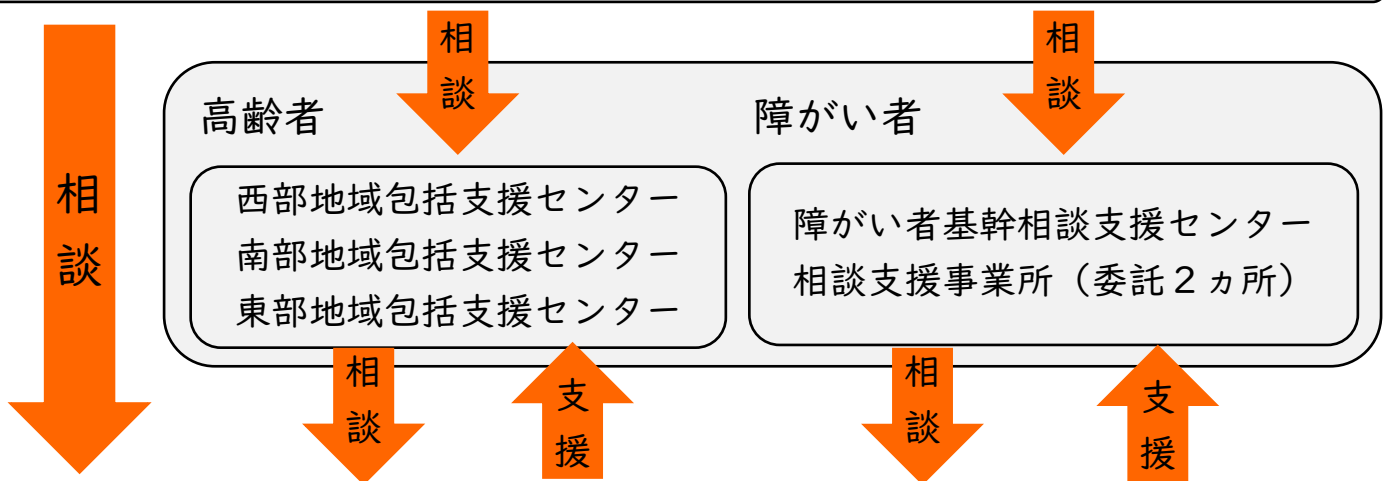 相談
相談
相談
高齢者
障がい者
西部地域包括支援センター
南部地域包括支援センター
東部地域包括支援センター
障がい者基幹相談支援センター
相談支援事業所（委託２ヵ所）
相談
支援
相談
支援